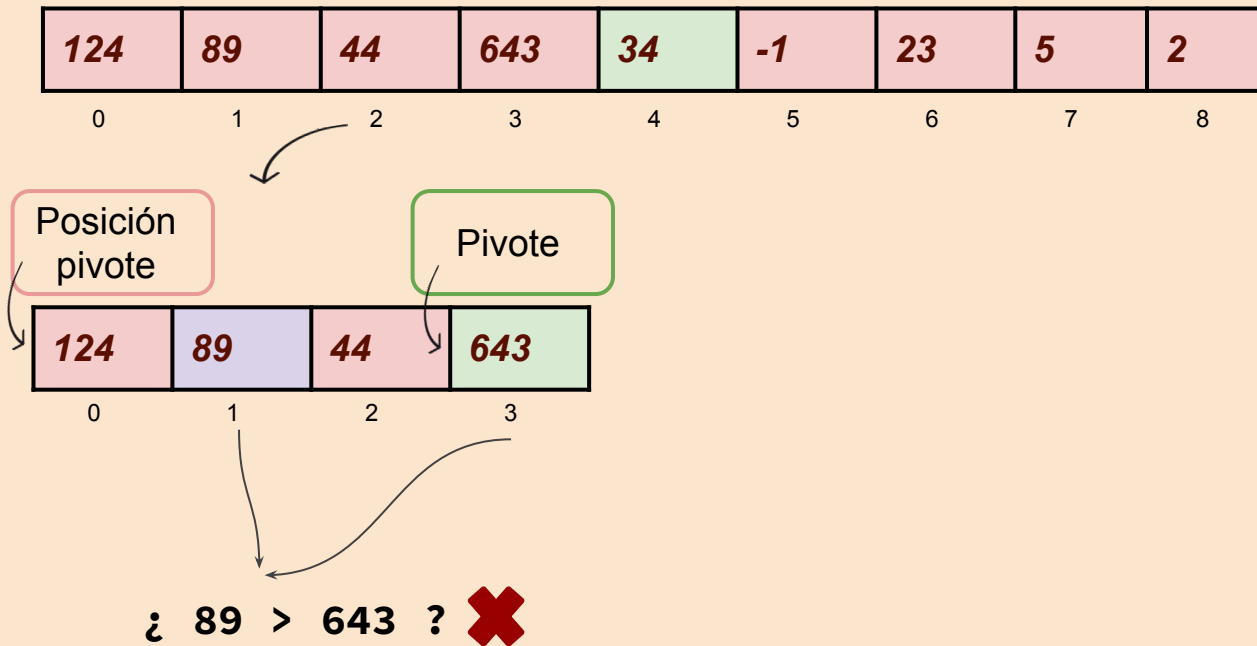 124 89 44 643 34 -1 23 5 2
0 1 2 3 4 5 6 7 8
Posición
pivote
Pivote
124 89 44 643
0 1 2 3
¿ 89 > 643 ?